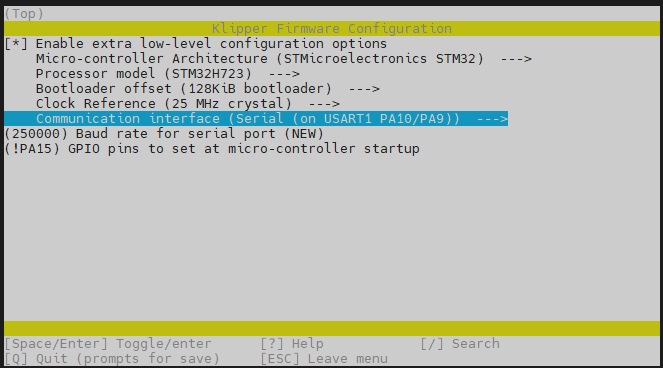 (Top)
Klipper Firmware Configuration
[*] Enable extra low-level configuration options
Micro-controller Architecture (STMicroelectronics STM32)  --->
Processor model (STM32H723)  --->
Bootloader offset (128KiB bootloader)  --->
Clock Reference (25 MHz crystal)  --->
Communication interface (Serial (on USART1 PA10/PA9))  --->
(250000) Baud rate for serial port (NEW)
(!PA15) GPIO pins to set at micro-controller startup
[Space/Enter] Toggle/enter     [?] Help            [/] Search
[Q] Quit (prompts for save)     [ESC] Leave menu